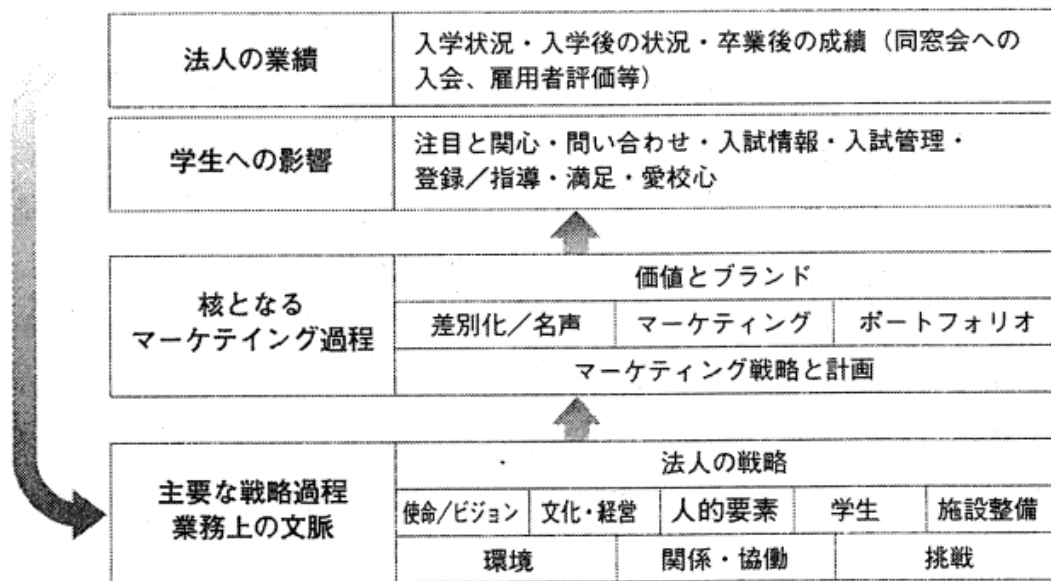 法人の業績
入学状況・入学後の状況・卒業後の成績（同窓会への
入会、雇用者評価等）
学生への影響
注目と関心・問い合わせ・入試情報・入試管理・
登録／指導・満足・愛校心
核となる
マーケテイング過程
価値とブランド
差別化／名声
マーケティング
ポートフォリオ
マーケティング戦略と計画
主要な戦略過程
業務上の文脈
法人の戦略
使命／ビジョン
文化・経営
人的要素
学生
施設整備
環境
関係・協働
挑戦